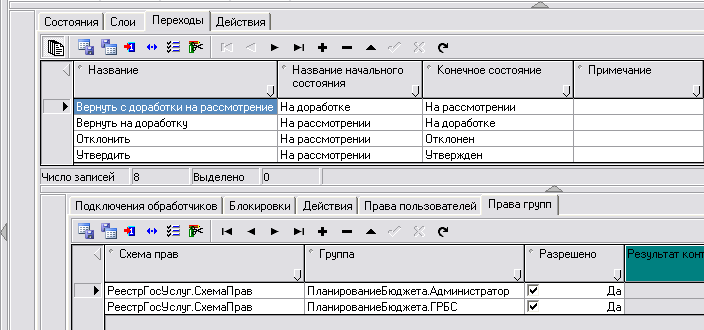 Состояния Слои Переходы Действия
Название Название начального состояния Конечное состояние Примечание
Вернуть с доработки на рассмотрение На доработке На рассмотрении
Вернуть на доработку На рассмотрении На доработке
Отклонить На рассмотрении Отклонен
Утвердить На рассмотрении Утвержден
Число записей 8 Выделено 0
Подключения обработчиков Блокировки Действия Права пользователей Права групп
Схема прав Группа Разрешено Результат конт
РеестрГосУслуг.СхемаПрав ПланированиеБюджета.Администратор Да
РеестрГосУслуг.СхемаПрав ПланированиеБюджета.ГРБС Да